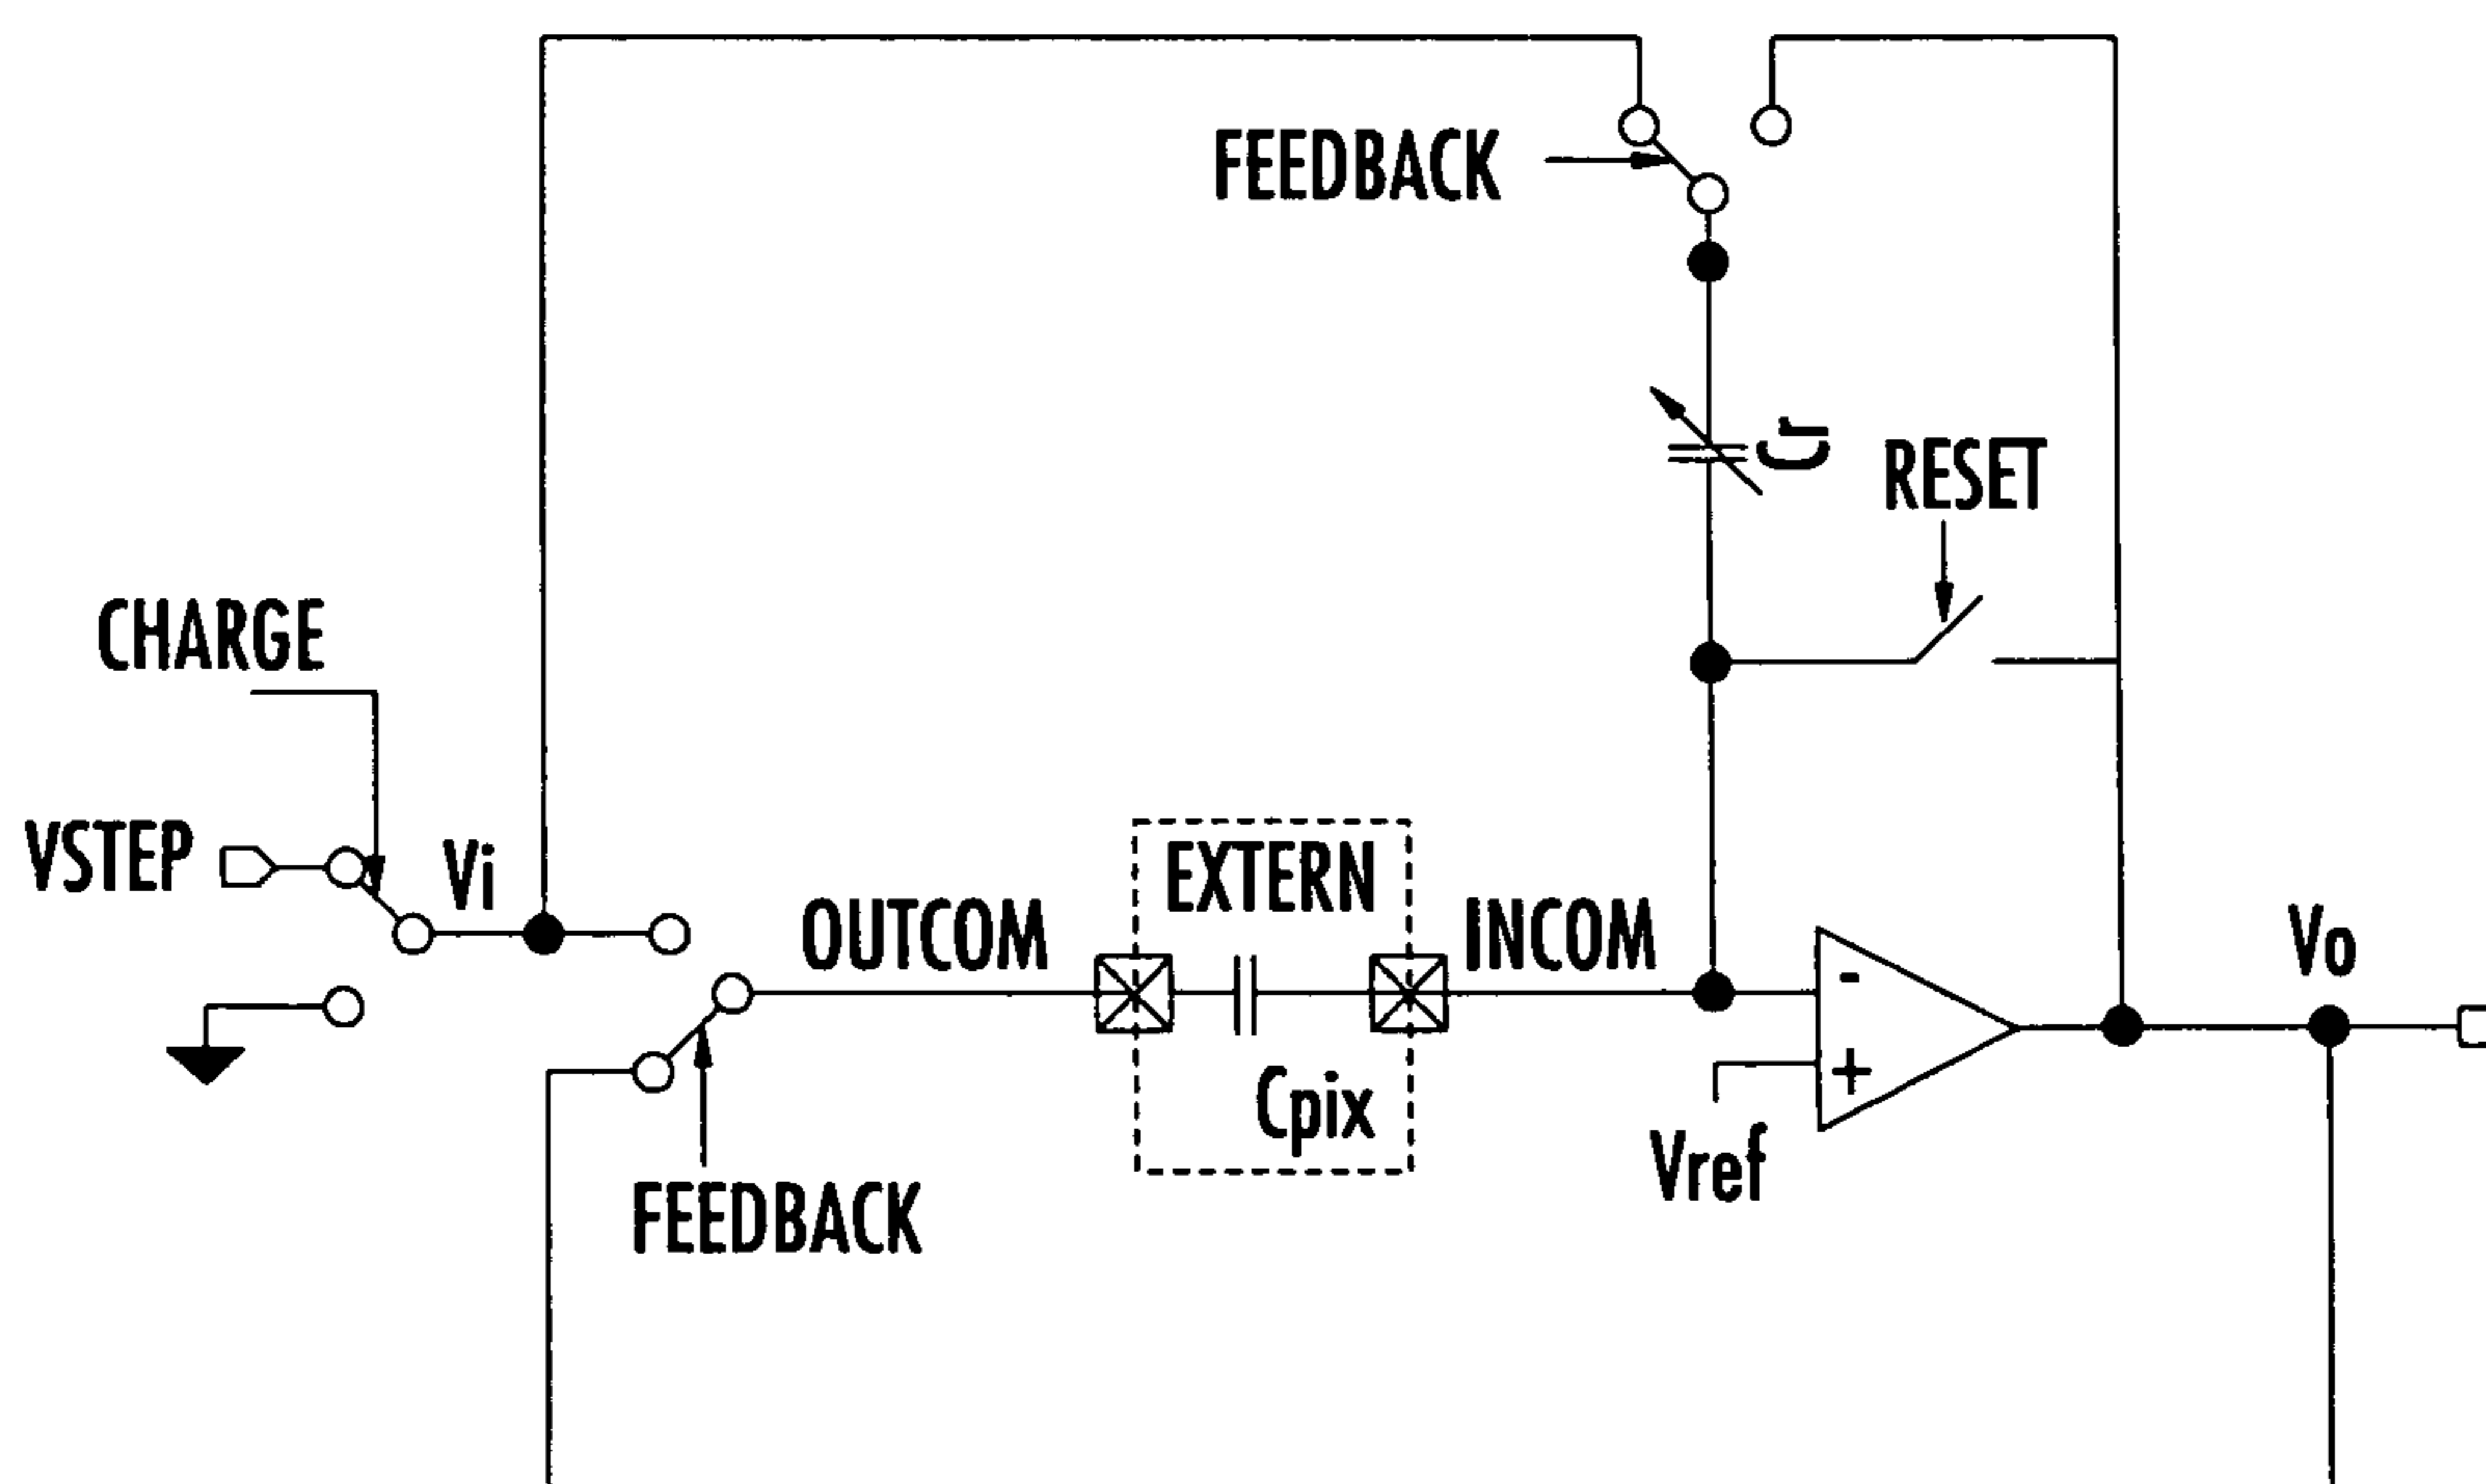 FEEDBACK
Cr
RESET
CHARGE
VSTEP
Vi
EXTERN
OUTCOM
INCOM
Vo
-
+
Cpix
Vref
FEEDBACK